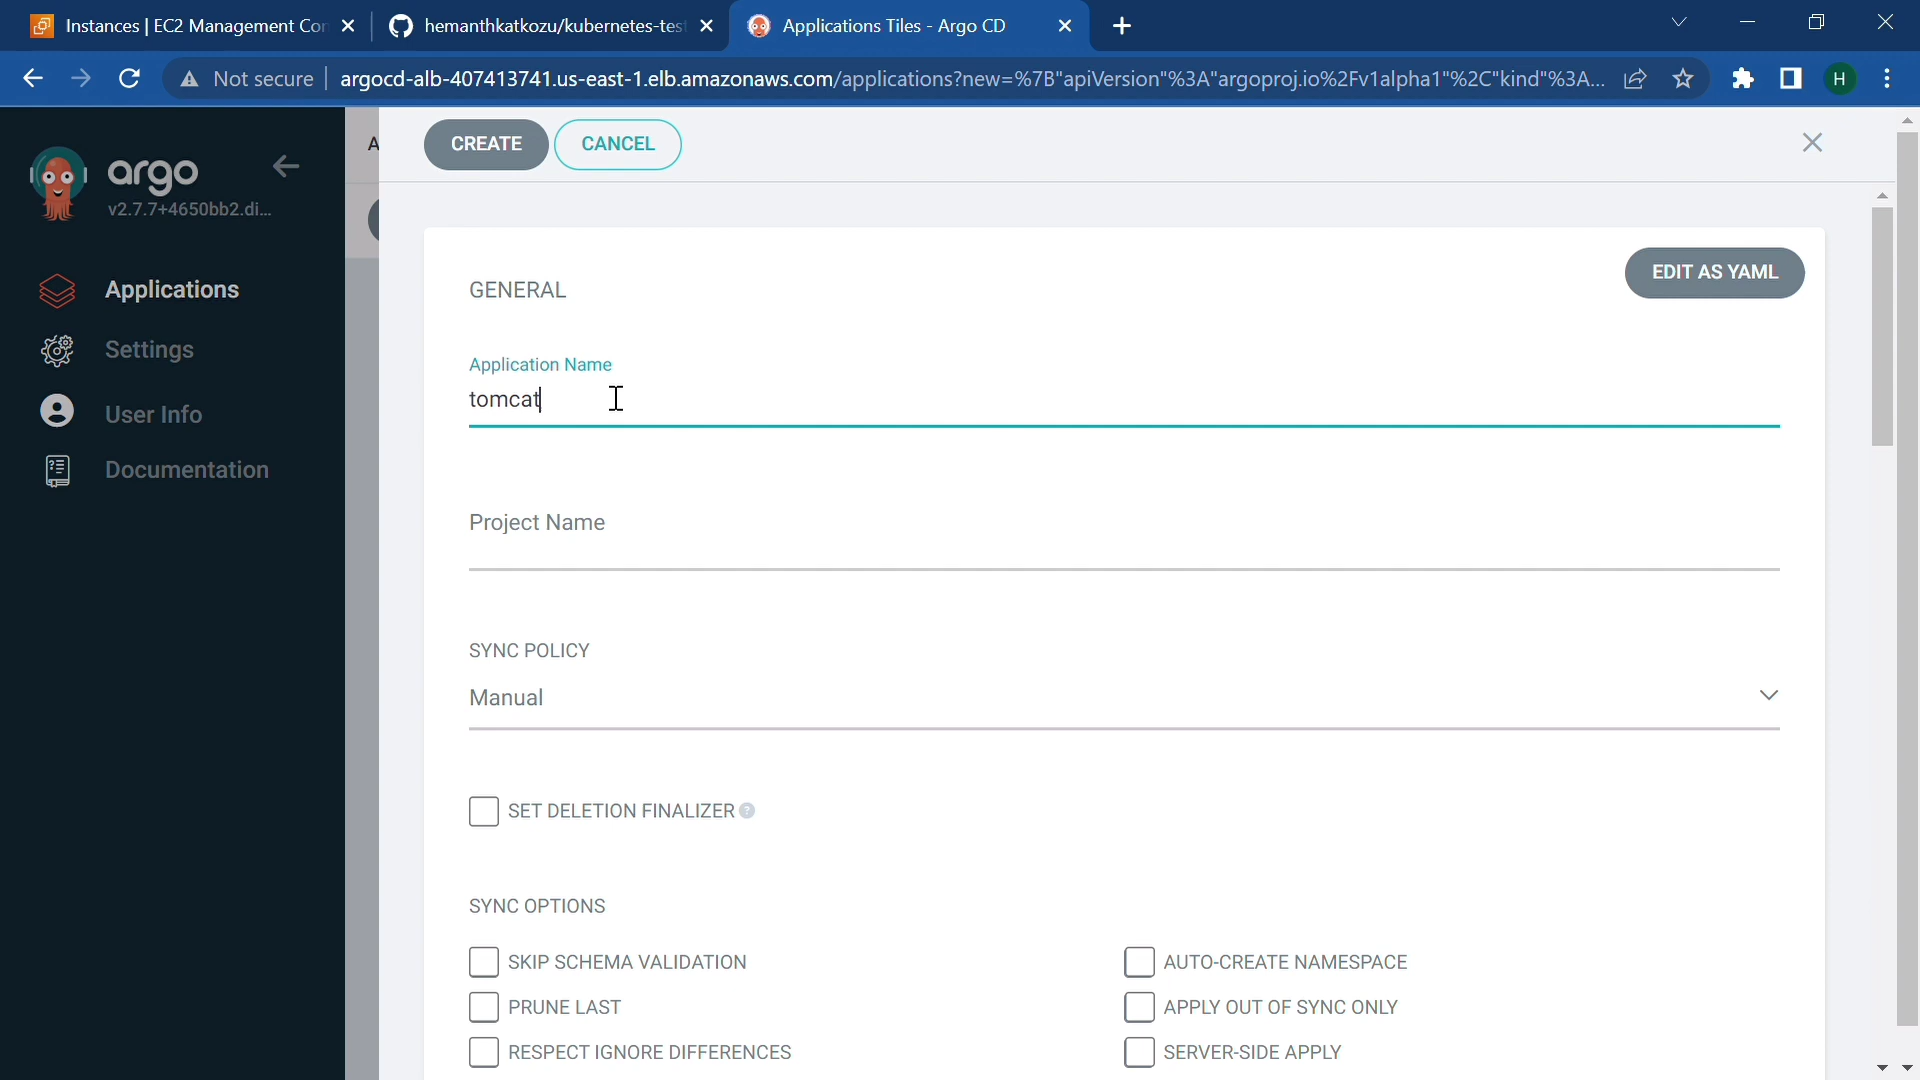 Instances | EC2 Management Con
hemanthkatkozu/kubernetes-test
Applications Tiles - Argo CD
Not secure
argocd-alb-407413741.us-east-1.elb.amazonaws.com/applications?new=%7B"apiVersion"%3A"argoproj.io%2Fv1alpha1"%2C"kind"%3A...
H
argo
v2.7.7+4650bb2.di...
Applications
Settings
User Info
Documentation
A
CREATE
CANCEL
EDIT AS YAML
GENERAL
Application Name
tomcat
Project Name
SYNC POLICY
Manual
SET DELETION FINALIZER ?
SYNC OPTIONS
SKIP SCHEMA VALIDATION
AUTO-CREATE NAMESPACE
PRUNE LAST
APPLY OUT OF SYNC ONLY
RESPECT IGNORE DIFFERENCES
SERVER-SIDE APPLY